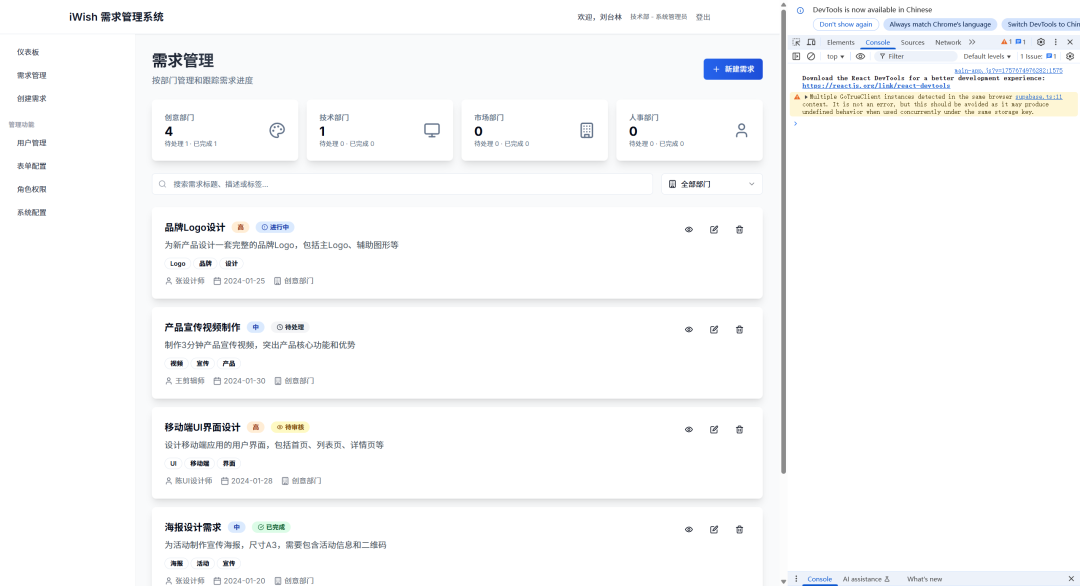 iWish 需求管理系统
欢迎，刘台林 技术部 · 系统管理员 登出
仪表板
需求管理
创建需求
管理功能
用户管理
表单配置
角色权限
系统配置
需求管理
按部门管理和跟踪需求进度
新建需求
创意部门
4
待处理 1 · 已完成 1
技术部门
1
待处理 0 · 已完成 0
市场部门
0
待处理 0 · 已完成 0
人事部门
0
待处理 0 · 已完成 0
搜索需求标题、描述或标签...
全部部门
品牌Logo设计 高 进行中
为新产品设计一套完整的品牌Logo，包括主Logo、辅助图形等
Logo 品牌 设计
张设计师 2024-01-25 创意部门
产品宣传视频制作 中 待处理
制作3分钟产品宣传视频，突出产品核心功能和优势
视频 宣传 产品
王剪辑师 2024-01-30 创意部门
移动端UI界面设计 高 待审核
设计移动端应用的用户界面，包括首页、列表页、详情页等
UI 移动端 界面
陈UI设计师 2024-01-28 创意部门
海报设计需求 中 已完成
为活动制作宣传海报，尺寸A3，需要包含活动信息和二维码
海报 活动 宣传
张设计师 2024-01-20 创意部门
DevTools is now available in Chinese
Don't show again Always match Chrome's language Switch DevTools to Chin
Elements Console Sources Network 1 1
top Filter Default levels 1 Issue: 1
main-app.js?v=1757674976282:1575
Download the React DevTools for a better development experience:
https://reactjs.org/link/react-devtools
Multiple GoTrueClient instances detected in the same browser supabase.ts:11
context. It is not an error, but this should be avoided as it may produce
undefined behavior when used concurrently under the same storage key.
Console AI assistance What's new